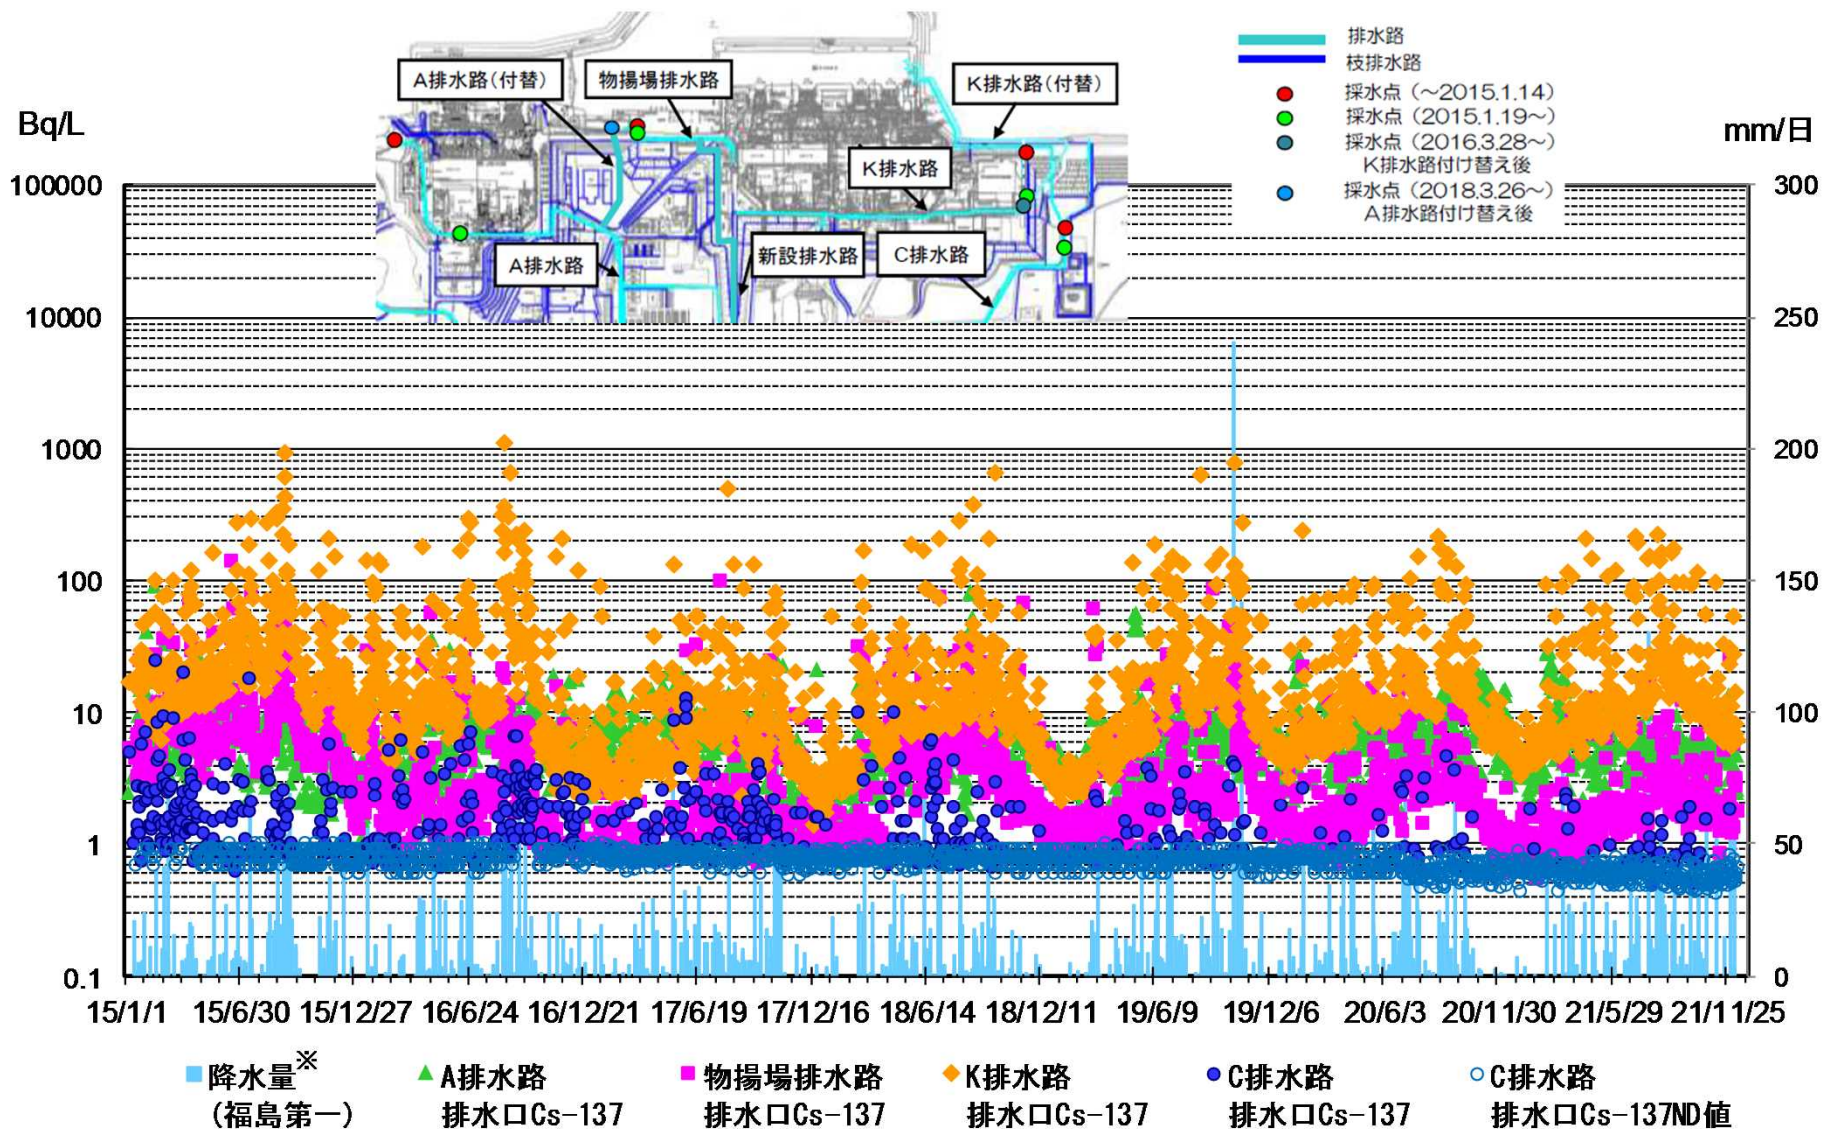 A排水路(付替)
物揚場排水路
K排水路(付替)
K排水路
A排水路
新設排水路
C排水路
排水路
枝排水路
採水点（～2015.1.14）
採水点（2015.1.19～）
採水点（2016.3.28～）
K排水路付け替え後
採水点（2018.3.26～）
A排水路付け替え後
Bq/L
mm/日
100000
10000
1000
100
10
1
0.1
300
250
200
150
100
50
0
15/1/1 15/6/30 15/12/27 16/6/24 16/12/21 17/6/19 17/12/16 18/6/14 18/12/11 19/6/9 19/12/6 20/6/3 20/11/30 21/5/29 21/11/25
降水量※
(福島第一)
A排水路
排水口Cs-137
物揚場排水路
排水口Cs-137
K排水路
排水口Cs-137
C排水路
排水口Cs-137
C排水路
排水口Cs-137ND値